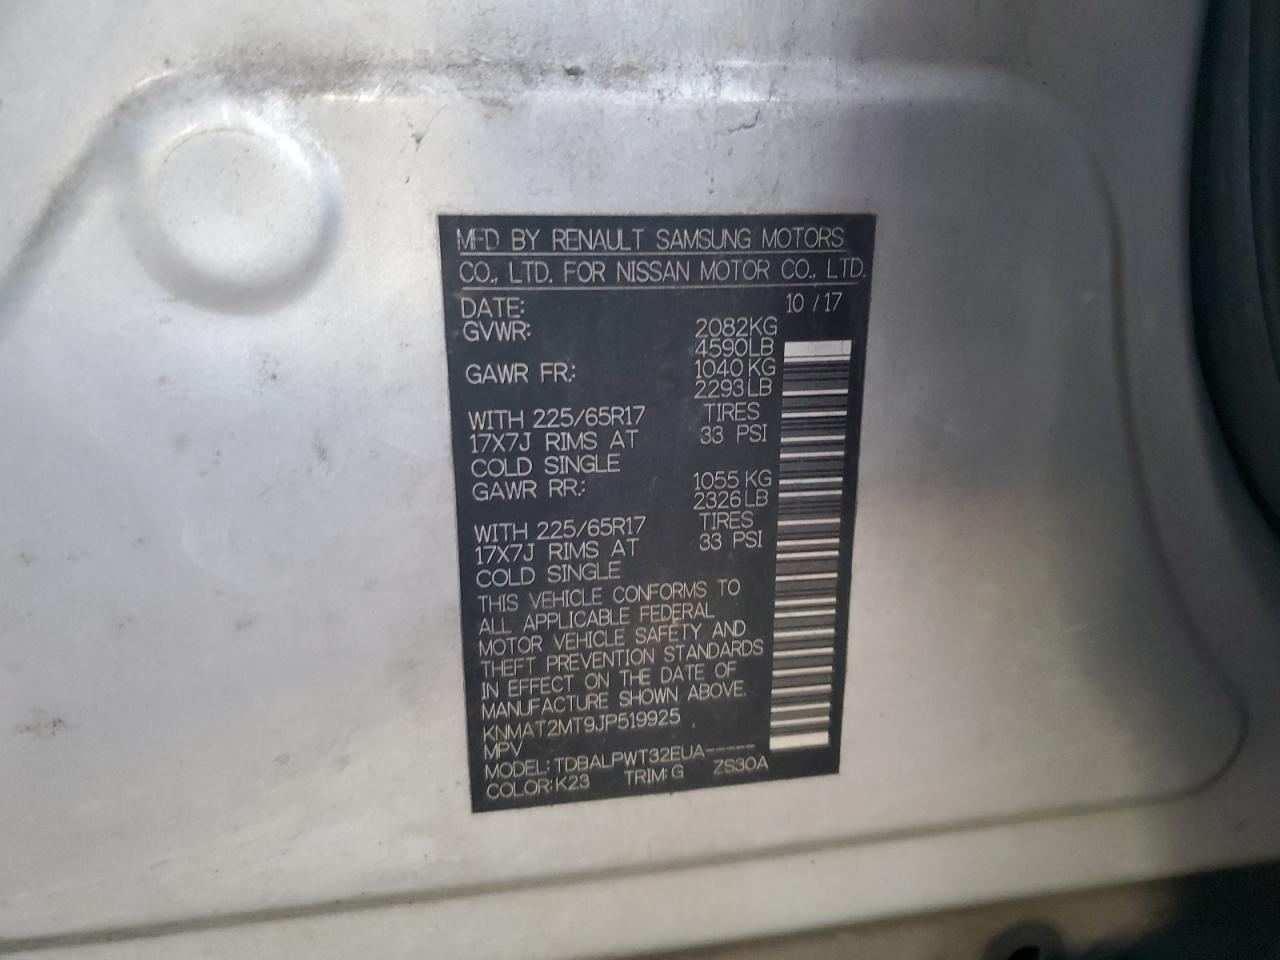 MFD BY RENAULT SAMSUNG MOTORS
CO., LTD. FOR NISSAN MOTOR CO., LTD.
DATE: 10 / 17
GVWR: 2082KG
4590LB
GAWR FR.: 1040 KG
2293 LB
WITH 225/65R17 TIRES
17X7J RIMS AT 33 PSI
COLD SINGLE
GAWR RR.: 1055 KG
2326 LB
WITH 225/65R17 TIRES
17X7J RIMS AT 33 PSI
COLD SINGLE
THIS VEHICLE CONFORMS TO
ALL APPLICABLE FEDERAL
MOTOR VEHICLE SAFETY AND
THEFT PREVENTION STANDARDS
IN EFFECT ON THE DATE OF
MANUFACTURE SHOWN ABOVE.
KNMAT2MT9JP519925
MPV
MODEL: TDBALPWT32EUA-----
COLOR: K23 TRIM: G ZS30A